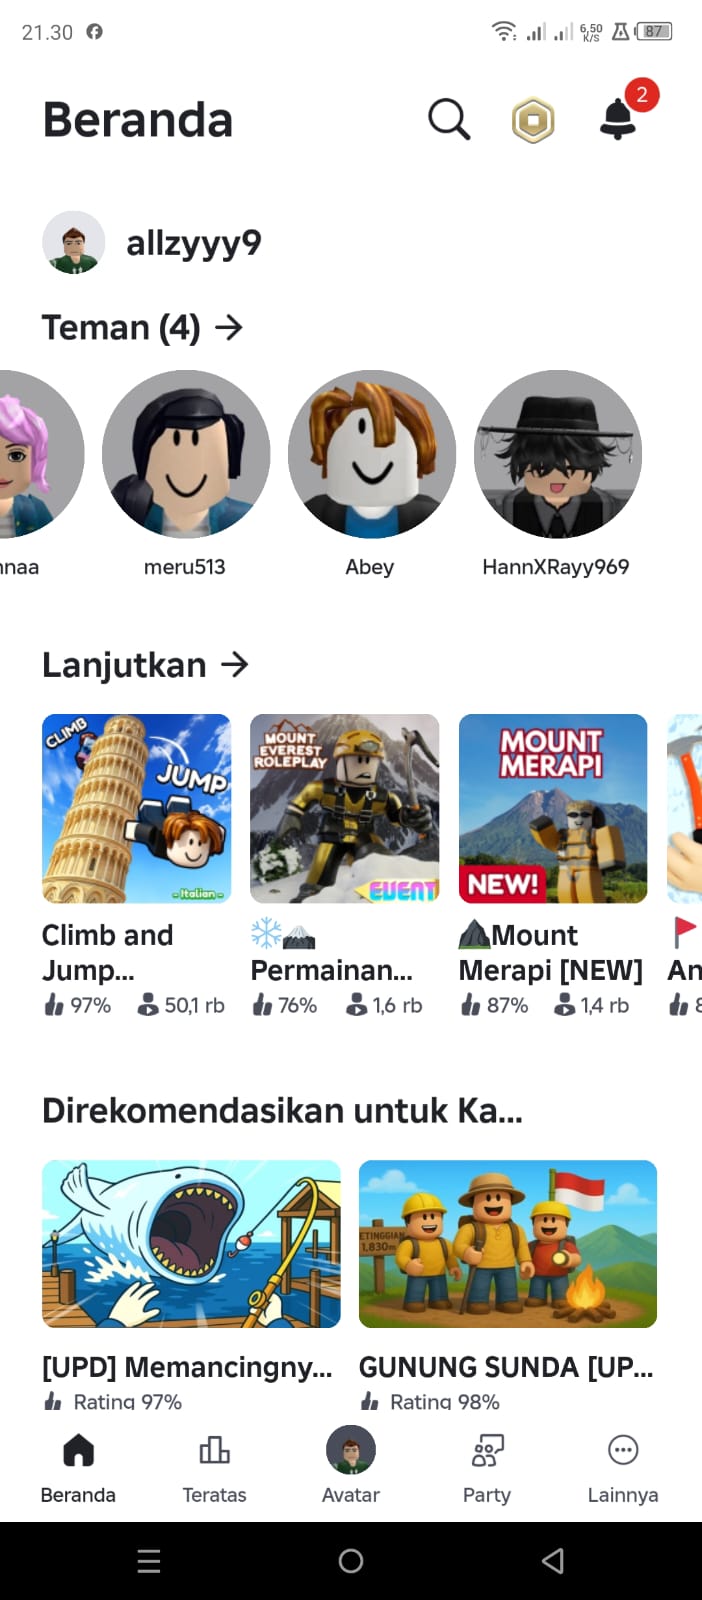 21.30
6,50
K/S
87
Beranda
2
allzyyy9
Teman (4) →
nnaa
meru513
Abey
HannXRayy969
Lanjutkan →
CLIMB
JUMP
- Italian -
MOUNT
EVEREST
ROLEPLAY
EVENT
MOUNT
MERAPI
NEW!
Climb and
Jump...
97% 50,1 rb
Permainan...
76% 1,6 rb
Mount
Merapi [NEW]
87% 1,4 rb
An
8
Direkomendasikan untuk Ka...
ETINGGIAN
1,830m
[UPD] Memancingny...
Rating 97%
GUNUNG SUNDA [UP...
Rating 98%
Beranda
Teratas
Avatar
Party
Lainnya